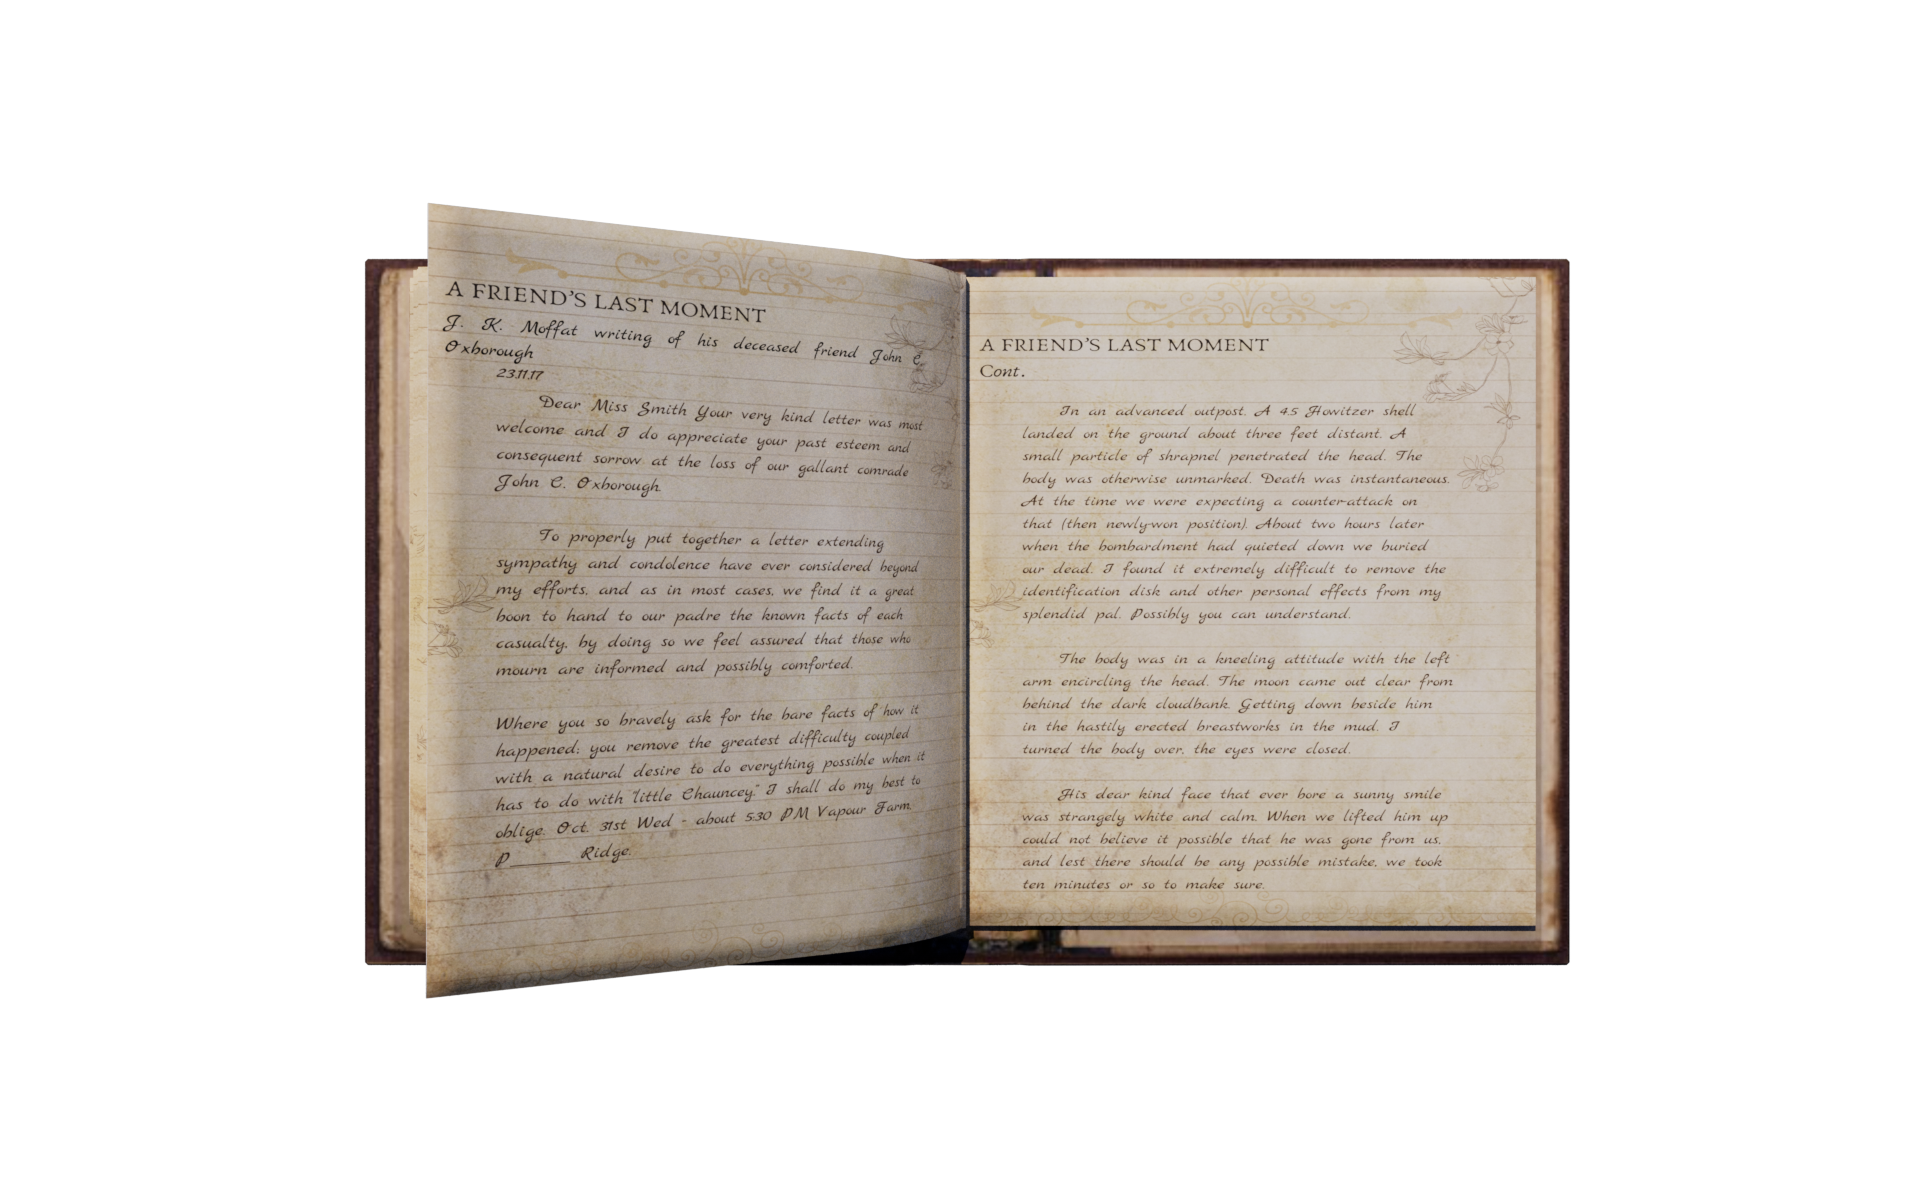 A FRIEND'S LAST MOMENT
J. K. Moffat writing of his deceased friend John C.
Oxborough
23.11.17
Dear Miss Smith Your very kind letter was most
welcome and I do appreciate your past esteem and
consequent sorrow at the loss of our gallant comrade
John C. Oxborough.
To properly put together a letter extending
sympathy and condolence have ever considered beyond
my efforts, and as in most cases, we find it a great
boon to hand to our padre the known facts of each
casualty, by doing so we feel assured that those who
mourn are informed and possibly comforted.
Where you so bravely ask for the bare facts of how it
happened; you remove the greatest difficulty coupled
with a natural desire to do everything possible when it
has to do with "little Chauncey." I shall do my best to
oblige. Oct. 31st Wed - about 5:30 PM Vapour Farm.
P_______ Ridge.
A FRIEND'S LAST MOMENT
Cont.
In an advanced outpost. A 4.5 Howitzer shell
landed on the ground about three feet distant. A
small particle of shrapnel penetrated the head. The
body was otherwise unmarked. Death was instantaneous.
At the time we were expecting a counter-attack on
that (then newly-won position). About two hours later
when the bombardment had quieted down we buried
our dead. I found it extremely difficult to remove the
identification disk and other personal effects from my
splendid pal. Possibly you can understand.
The body was in a kneeling attitude with the left
arm encircling the head. The moon came out clear from
behind the dark cloudbank. Getting down beside him
in the hastily erected breastworks in the mud. I
turned the body over, the eyes were closed.
His dear kind face that ever bore a sunny smile
was strangely white and calm. When we lifted him up
could not believe it possible that he was gone from us,
and lest there should be any possible mistake, we took
ten minutes or so to make sure.